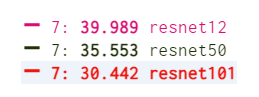 7: 39.989 resnet12
7: 35.553 resnet50
7: 30.442 resnet101